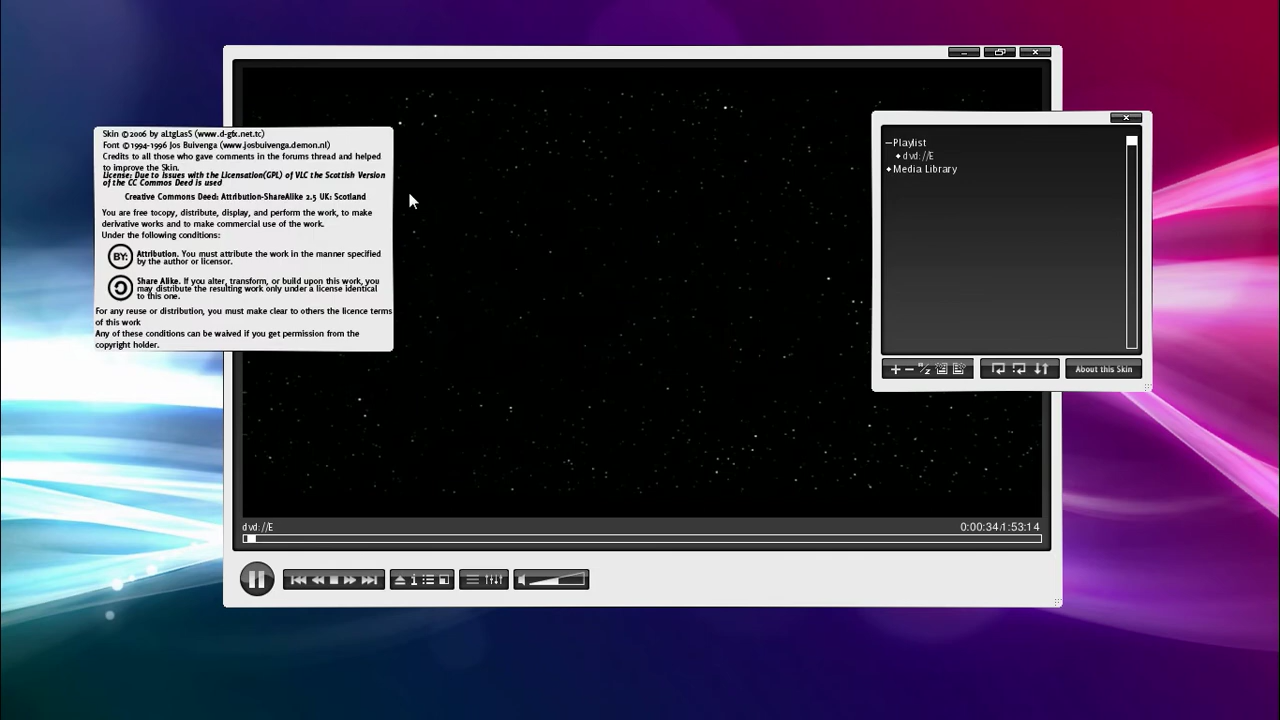 Skin ©2006 by aLtgLasS (www.d-gfx.net.tc)
Font ©1994-1996 Jos Buivenga (www.josbuivenga.demon.nl)
Credits to all those who gave comments in the forums thread and helped
to improve the Skin.
License: Due to issues with the Licensation(GPL) of VLC the Scottish Version
of the CC Commos Deed is used
Creative Commons Deed: Attribution-ShareAlike 2.5 UK: Scotland
You are free tocopy, distribute, display, and perform the work, to make
derivative works and to make commercial use of the work.
Under the following conditions:
BY:
Attribution. You must attribute the work in the manner specified
by the author or licensor.
Share Alike. If you alter, transform, or build upon this work, you
may distribute the resulting work only under a license identical
to this one.
For any reuse or distribution, you must make clear to others the licence terms
of this work
Any of these conditions can be waived if you get permission from the
copyright holder.
Playlist
dvd://E
Media Library
About this Skin
dvd://E
0:00:34/1:53:14